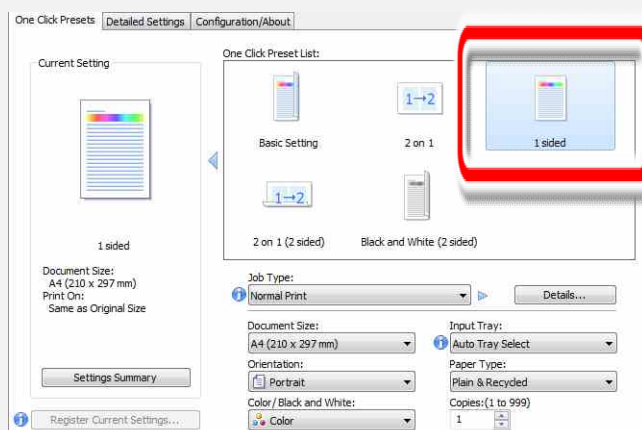 One Click Presets
Detailed Settings
Configuration/About
One Click Preset List:
Current Setting
1→2
Basic Setting
2 on 1
1 sided
1→2
1 sided
2 on 1 (2 sided)
Black and White (2 sided)
Document Size:
A4 (210 x 297 mm)
Print On:
Same as Original Size
Job Type:
Normal Print
Details...
Document Size:
Input Tray:
A4 (210 x 297 mm)
Auto Tray Select
Orientation:
Paper Type:
Settings Summary
Portrait
Plain & Recycled
Color/ Black and White:
Copies:(1 to 999)
Register Current Settings...
Color
1